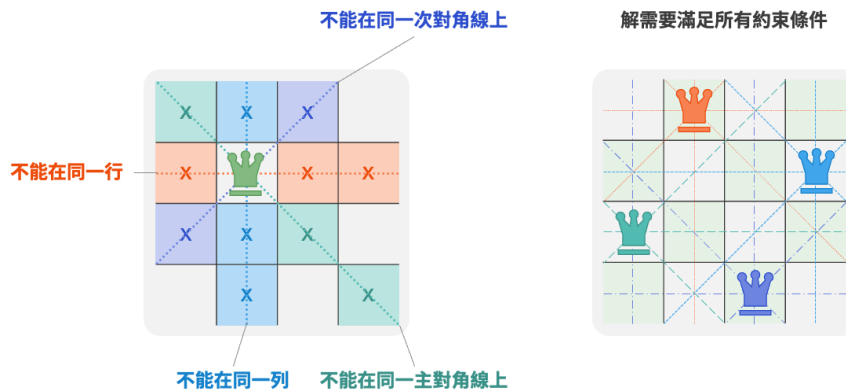 不能在同一次對角線上
解需要滿足所有約束條件
X X X
不能在同一行
X X X
X X X
X X
不能在同一列
不能在同一主對角線上